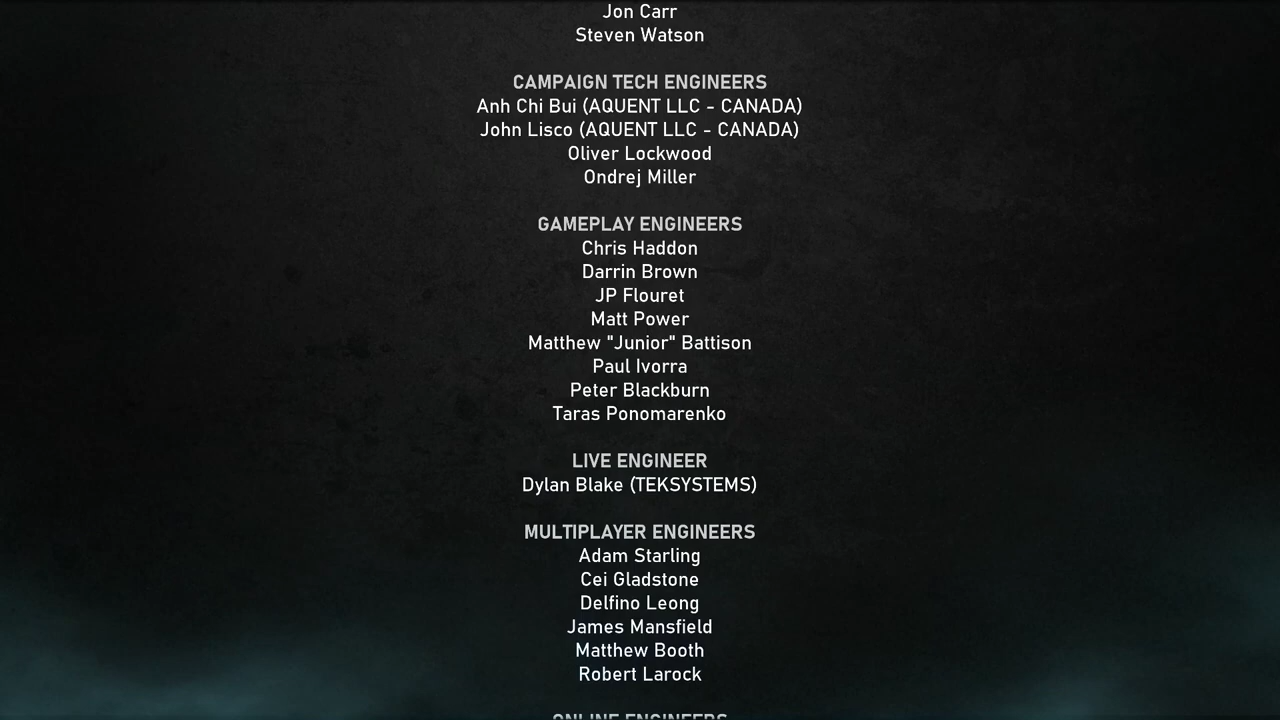 Jon Carr
Steven Watson
CAMPAIGN TECH ENGINEERS
Anh Chi Bui (AQUENT LLC - CANADA)
John Lisco (AQUENT LLC - CANADA)
Oliver Lockwood
Ondrej Miller
GAMEPLAY ENGINEERS
Chris Haddon
Darrin Brown
JP Flouret
Matt Power
Matthew "Junior" Battison
Paul Ivorra
Peter Blackburn
Taras Ponomarenko
LIVE ENGINEER
Dylan Blake (TEKSYSTEMS)
MULTIPLAYER ENGINEERS
Adam Starling
Cei Gladstone
Delfino Leong
James Mansfield
Matthew Booth
Robert Larock
ONLINE ENGINEERS